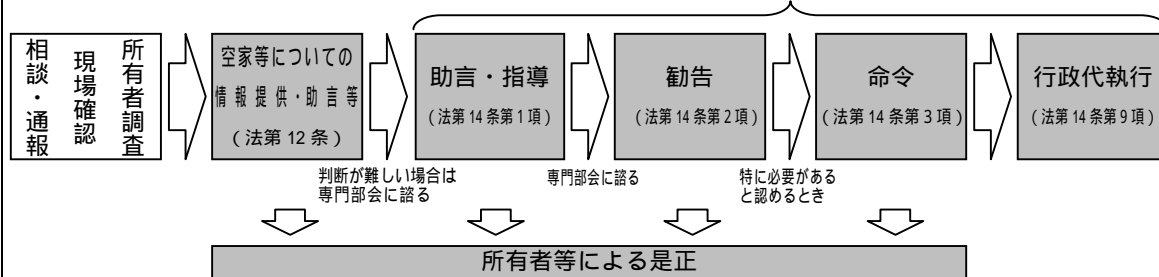 相談・通報
現場確認
所有者調査
空家等についての
情報提供・助言等
(法第12条)
助言・指導
(法第14条第1項)
勧告
(法第14条第2項)
命令
(法第14条第3項)
行政代執行
(法第14条第9項)
判断が難しい場合は
専門部会に諮る
専門部会に諮る
特に必要がある
と認めるとき
所有者等による是正